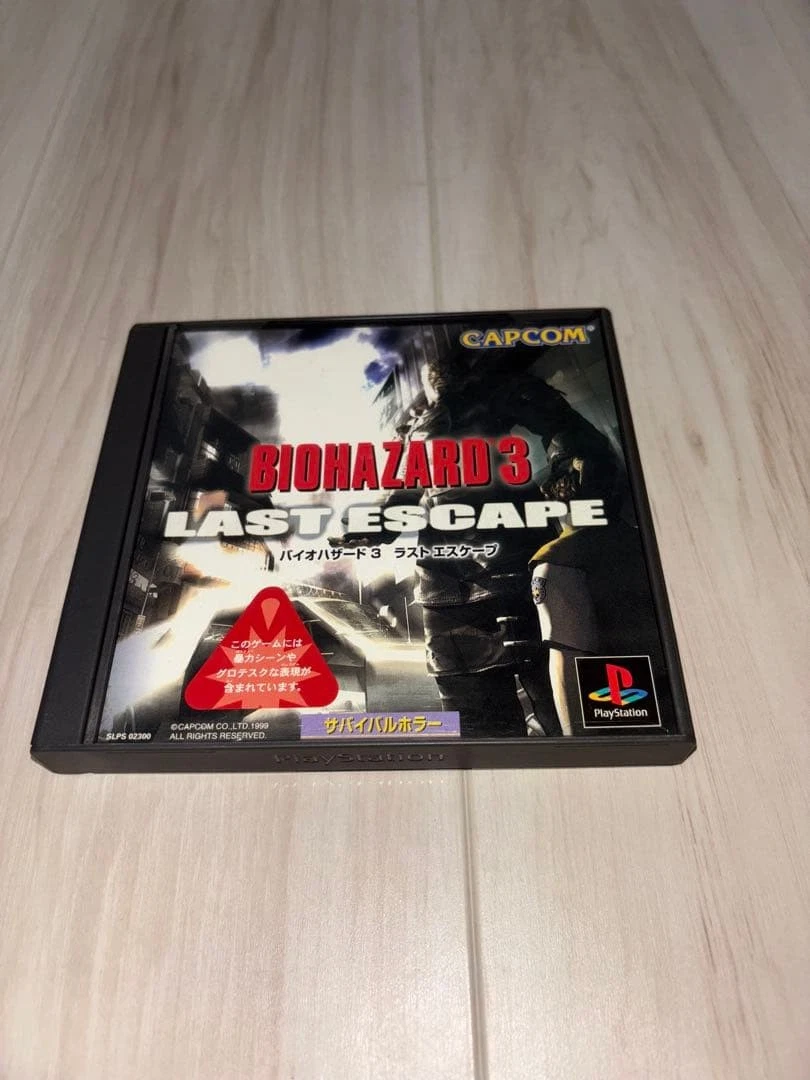 CAPCOM®
BIOHAZARD 3
LAST ESCAPE
バイオハザード3 ラスト エスケープ
このゲームには
暴力シーンや
グロテスクな表現が
含まれています。
PlayStation
サバイバルホラー
©CAPCOM CO.,LTD.1999
ALL RIGHTS RESERVED.
SLPS 02300
PlayStation